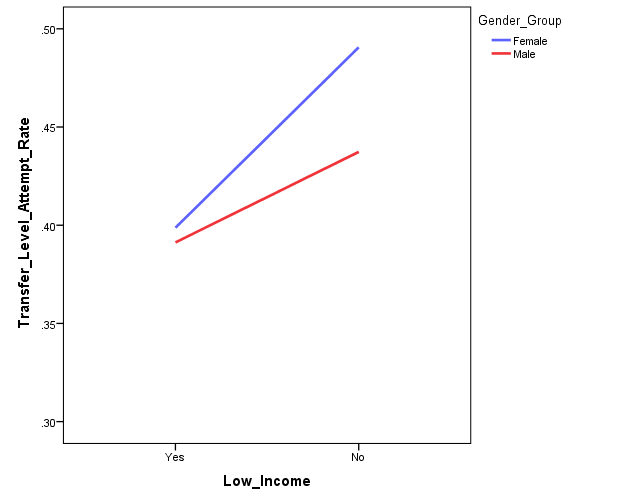 Gender_Group
Female
Male
.50
.45
.40
.35
.30
Transfer_Level_Attempt_Rate
Yes
No
Low_Income